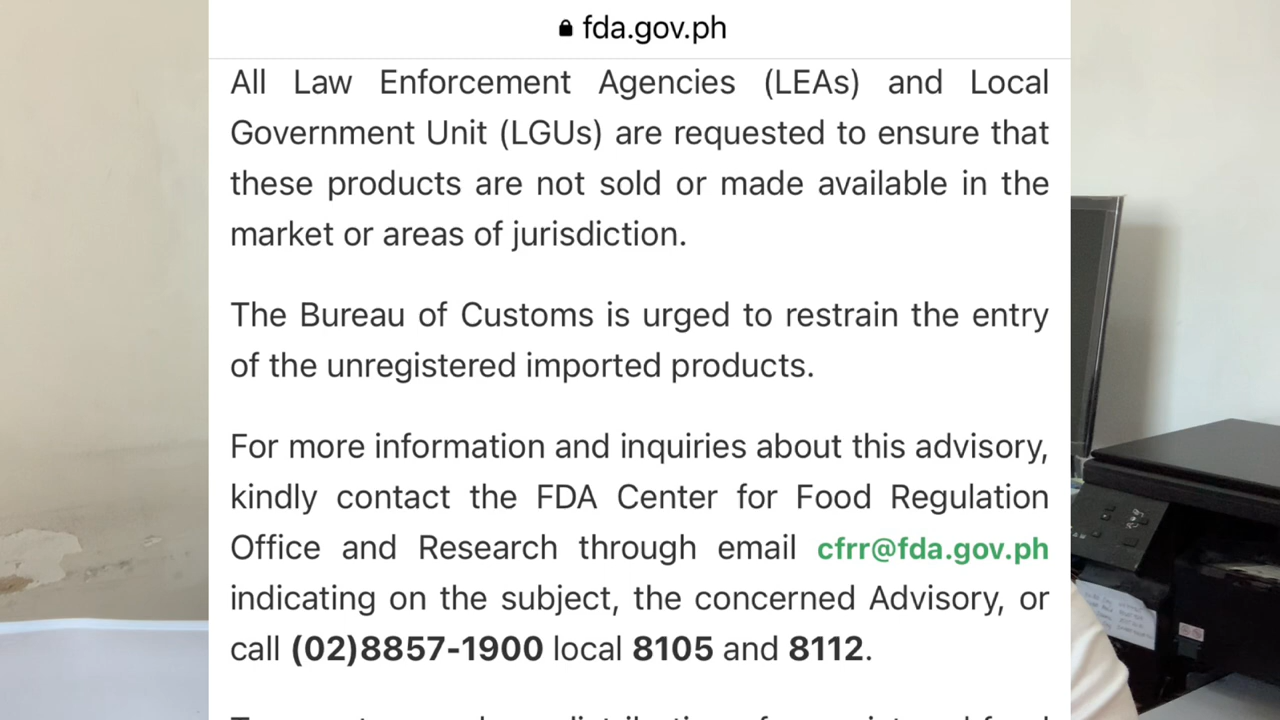 fda.gov.ph
All Law Enforcement Agencies (LEAs) and Local
Government Unit (LGUs) are requested to ensure that
these products are not sold or made available in the
market or areas of jurisdiction.
The Bureau of Customs is urged to restrain the entry
of the unregistered imported products.
For more information and inquiries about this advisory,
kindly contact the FDA Center for Food Regulation
Office and Research through email cfrr@fda.gov.ph
indicating on the subject, the concerned Advisory, or
call (02)8857-1900 local 8105 and 8112.